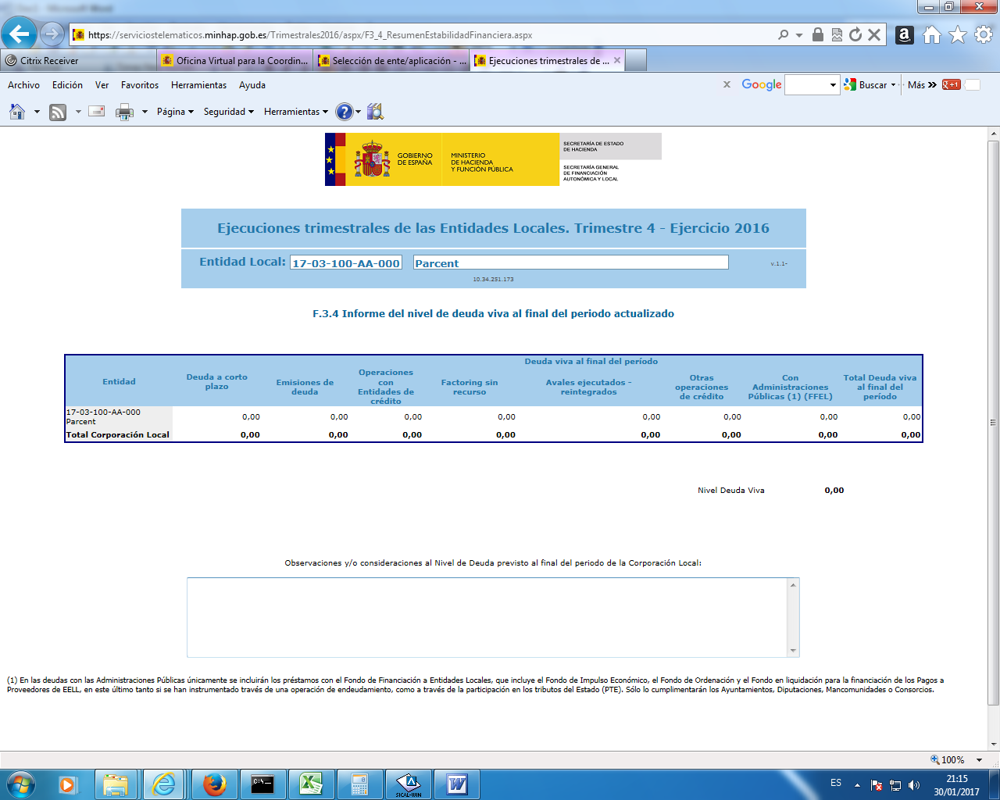 https://serviciostelematicos.minhap.gob.es/Trimestrales2016/aspx/F3_4_ResumenEstabilidadFinanciera.aspx
Citrix Receiver
Oficina Virtual para la Coordin...
Selección de ente/aplicación - ...
Ejecuciones trimestrales de ...
Archivo Edición Ver Favoritos Herramientas Ayuda
x Google Buscar Más »
Página Seguridad Herramientas
GOBIERNO
DE ESPAÑA
MINISTERIO
DE HACIENDA
Y FUNCIÓN PÚBLICA
SECRETARÍA DE ESTADO
DE HACIENDA
SECRETARÍA GENERAL
DE FINANCIACIÓN
AUTONÓMICA Y LOCAL
Ejecuciones trimestrales de las Entidades Locales. Trimestre 4 - Ejercicio 2016
Entidad Local: 17-03-100-AA-000 Parcent v.1.1-
10.34.251.173
F.3.4 Informe del nivel de deuda viva al final del periodo actualizado
Deuda viva al final del período
Entidad
Deuda a corto
plazo
Emisiones de
deuda
Operaciones
con
Entidades de
crédito
Factoring sin
recurso
Avales ejecutados -
reintegrados
Otras
operaciones
de crédito
Con
Administraciones
Públicas (1) (FFEL)
Total Deuda viva
al final del
período
17-03-100-AA-000
Parcent
0,00 0,00 0,00 0,00 0,00 0,00 0,00 0,00
Total Corporación Local 0,00 0,00 0,00 0,00 0,00 0,00 0,00 0,00
Nivel Deuda Viva 0,00
Observaciones y/o consideraciones al Nivel de Deuda previsto al final del periodo de la Corporación Local:
(1) En las deudas con las Administraciones Públicas únicamente se incluirán los préstamos con el Fondo de Financiación a Entidades Locales, que incluye el Fondo de Impulso Económico, el Fondo de Ordenación y el Fondo en liquidación para la financiación de los Pagos a
Proveedores de EELL, en este último tanto si se han instrumentado través de una operación de endeudamiento, como a través de la participación en los tributos del Estado (PTE). Sólo lo cumplimentarán los Ayuntamientos, Diputaciones, Mancomunidades o Consorcios.
100%
SICAL-WIN
ES
21:15
30/01/2017